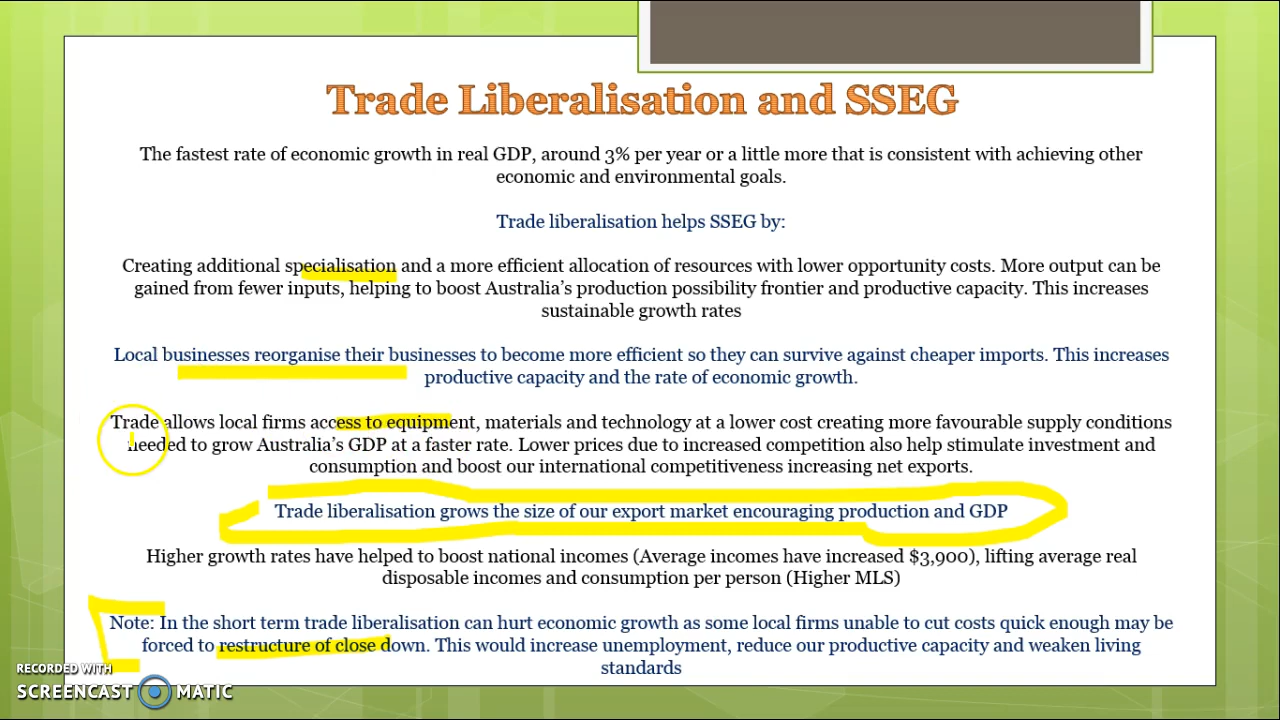 Trade Liberalisation and SSEG
The fastest rate of economic growth in real GDP, around 3% per year or a little more that is consistent with achieving other
economic and environmental goals.
Trade liberalisation helps SSEG by:
Creating additional specialisation and a more efficient allocation of resources with lower opportunity costs. More output can be
gained from fewer inputs, helping to boost Australia's production possibility frontier and productive capacity. This increases
sustainable growth rates
Local businesses reorganise their businesses to become more efficient so they can survive against cheaper imports. This increases
productive capacity and the rate of economic growth.
Trade allows local firms access to equipment, materials and technology at a lower cost creating more favourable supply conditions
needed to grow Australia's GDP at a faster rate. Lower prices due to increased competition also help stimulate investment and
consumption and boost our international competitiveness increasing net exports.
Trade liberalisation grows the size of our export market encouraging production and GDP
Higher growth rates have helped to boost national incomes (Average incomes have increased $3,900), lifting average real
disposable incomes and consumption per person (Higher MLS)
Note: In the short term trade liberalisation can hurt economic growth as some local firms unable to cut costs quick enough may be
forced to restructure of close down. This would increase unemployment, reduce our productive capacity and weaken living
standards
RECORDED WITH
SCREENCAST MATIC